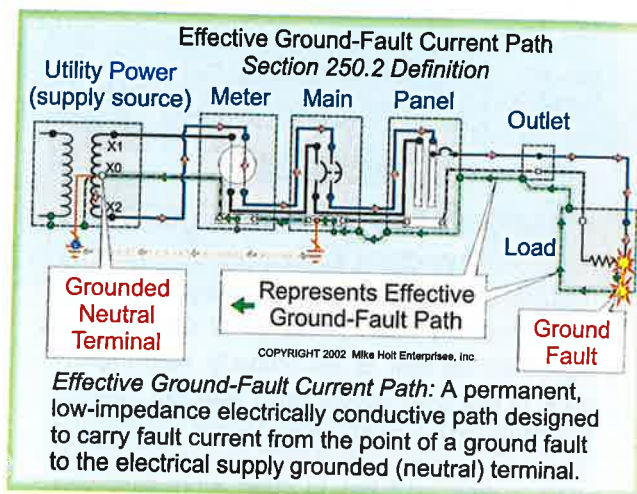 Effective Ground-Fault Current Path
Section 250.2 Definition
Utility Power
(supply source)
Meter
Main
Panel
Outlet
X1
X0
X2
Load
Grounded
Neutral
Terminal
Represents Effective
Ground-Fault Path
Ground
Fault
COPYRIGHT 2002 Mike Holt Enterprises, Inc.
Effective Ground-Fault Current Path: A permanent,
low-impedance electrically conductive path designed
to carry fault current from the point of a ground fault
to the electrical supply grounded (neutral) terminal.